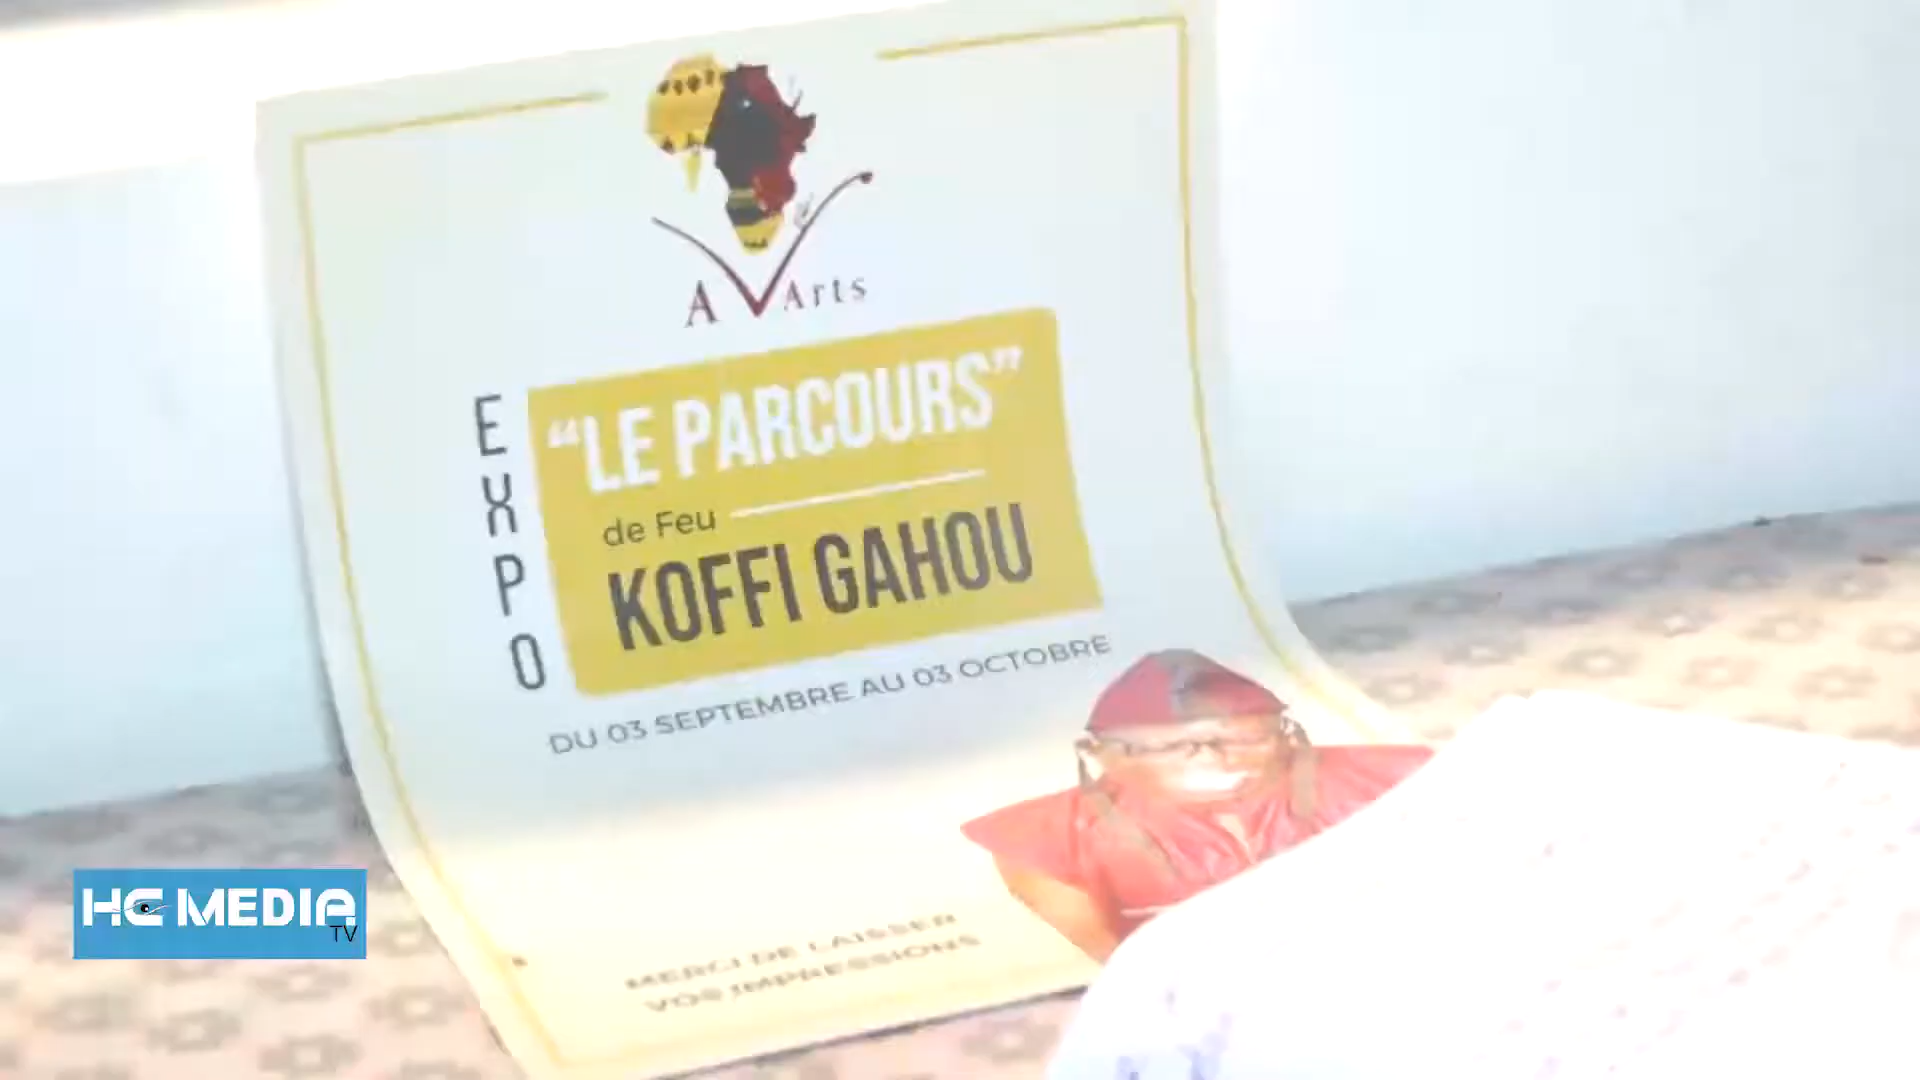 A Arts
EXPO
“LE PARCOURS”
de Feu
KOFFI GAHOU
DU 03 SEPTEMBRE AU 03 OCTOBRE
MERCI DE LAISSER
VOS IMPRESSIONS
HC MEDIA
TV